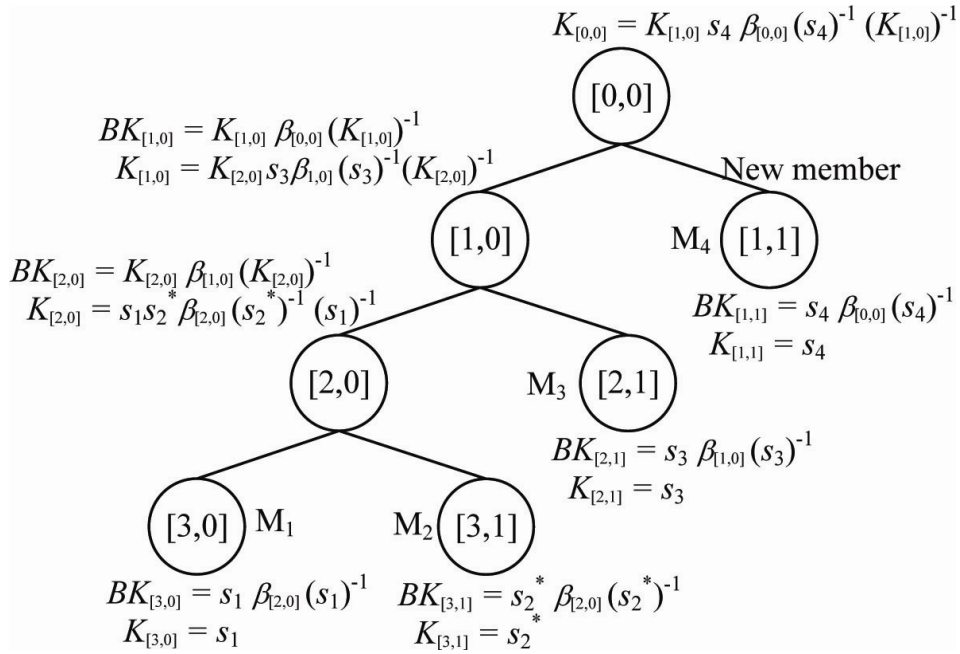 K[0,0] = K[1,0] s4 β[0,0] (s4)^-1 (K[1,0])^-1
[0,0]
BK[1,0] = K[1,0] β[0,0] (K[1,0])^-1
K[1,0] = K[2,0] s3 β1,0] (s3)^-1 (K[2,0])^-1
New member
[1,0]
M4
[1,1]
BK[2,0] = K[2,0] β[1,0] (K[2,0])^-1
K[2,0] = s1 s2* β[2,0] (s2*)^-1 (s1)^-1
BK[1,1] = s4 β[0,0] (s4)^-1
K[1,1] = s4
[2,0]
M3
[2,1]
BK[2,1] = s3 β[1,0] (s3)^-1
K[2,1] = s3
[3,0]
M1
M2
[3,1]
BK[3,0] = s1 β[2,0] (s1)^-1
K[3,0] = s1
BK[3,1] = s2* β[2,0] (s2*)^-1
K[3,1] = s2*